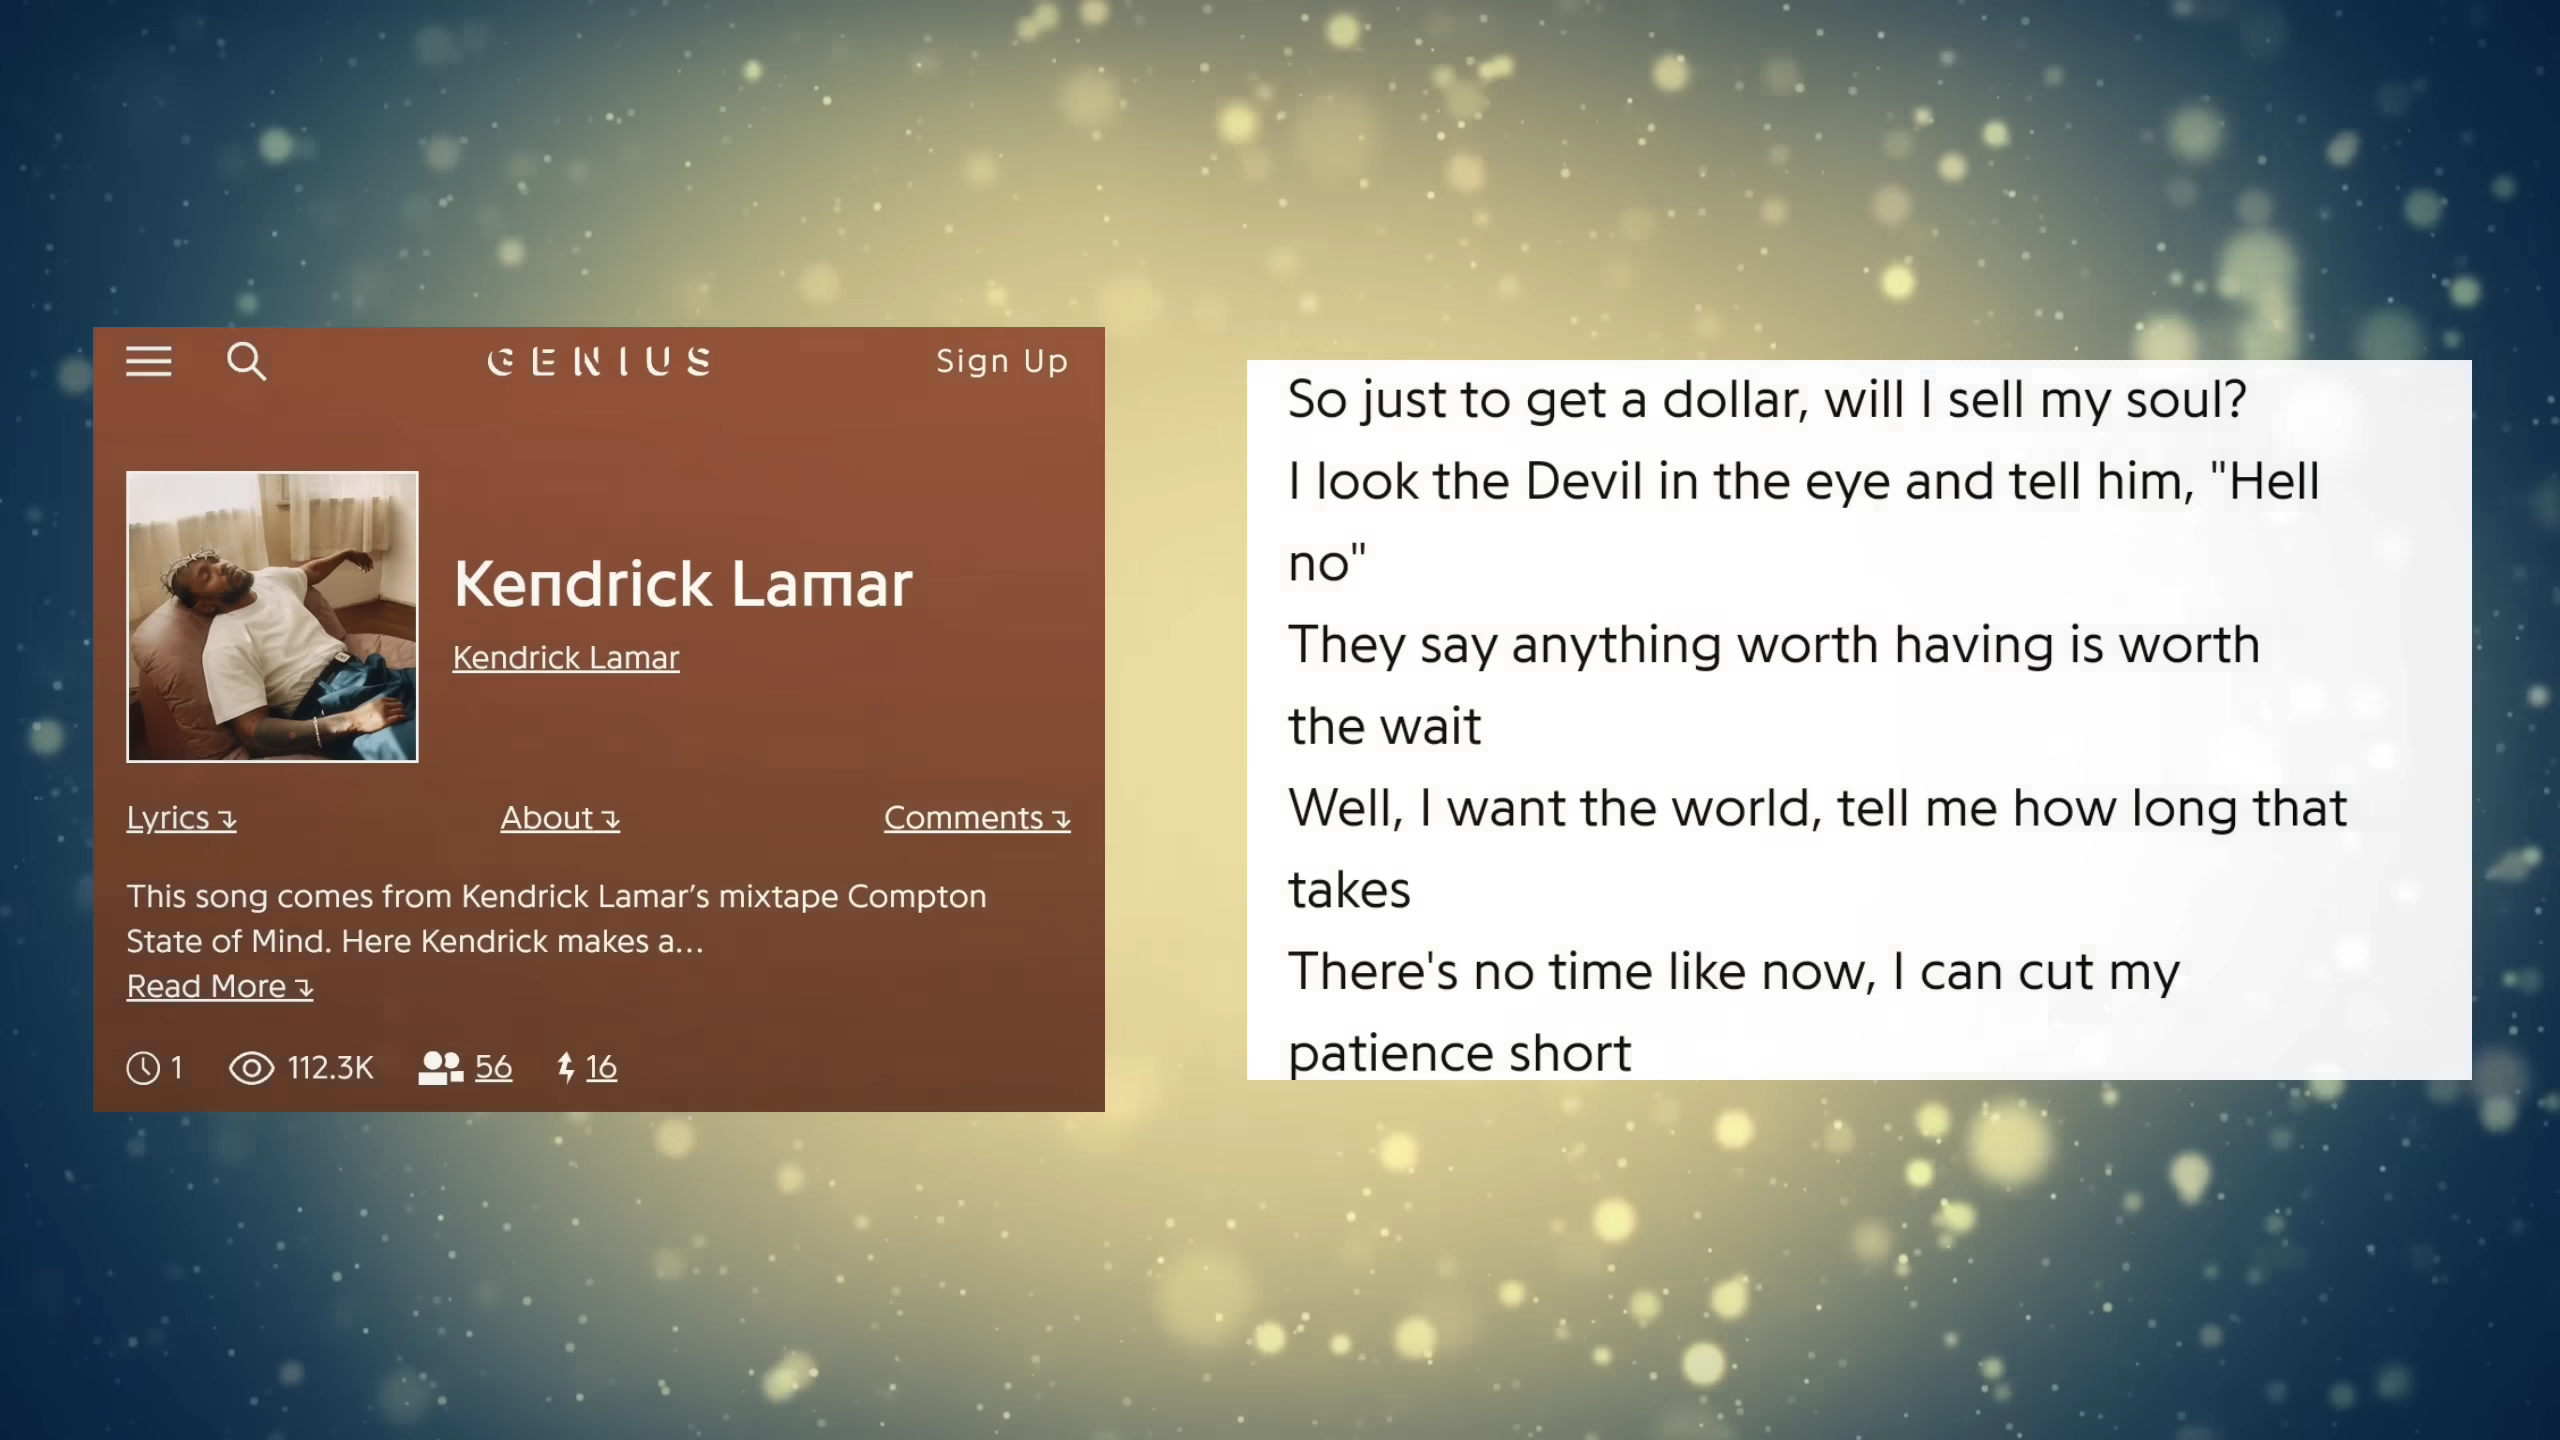 GENIUS
Sign Up
Kendrick Lamar
Kendrick Lamar
Lyrics
About
Comments
This song comes from Kendrick Lamar’s mixtape Compton
State of Mind. Here Kendrick makes a…
Read More
1 112.3K 56 16
So just to get a dollar, will I sell my soul?
I look the Devil in the eye and tell him, "Hell
no"
They say anything worth having is worth
the wait
Well, I want the world, tell me how long that
takes
There's no time like now, I can cut my
patience short